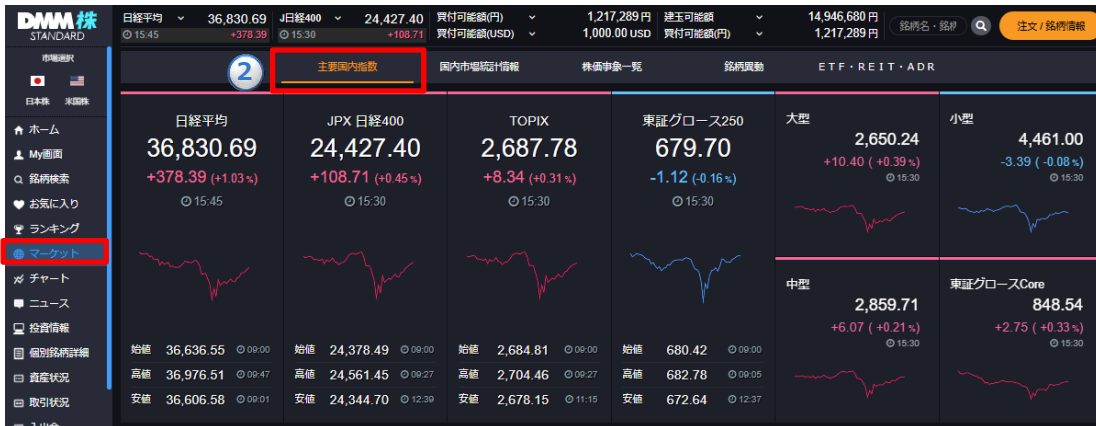 DMM 株
STANDARD
市場選択
日本株 米国株
ホーム
My画面
銘柄検索
お気に入り
ランキング
マーケット
チャート
ニュース
投資情報
個別銘柄詳細
資産状況
取引状況
日経平均 36,830.69
15:45 +378.39
J日経400 24,427.40
15:30 +108.71
買付可能額(円) 1,217,289 円
買付可能額(USD) 1,000.00 USD
建玉可能額 14,946,680 円
買付可能額(円) 1,217,289 円
銘柄名・
注文 / 銘柄情報
2
主要国内指数 国内市場統計情報 株価事象一覧 銘柄異動 ETF・REIT・ADR
日経平均
36,830.69
+378.39 (+1.03 %)
15:45
始値 36,636.55 09:00
高値 36,976.51 09:47
安値 36,606.58 09:01
JPX 日経400
24,427.40
+108.71 (+0.45 %)
15:30
始値 24,378.49 09:00
高値 24,561.45 09:27
安値 24,344.70 12:39
TOPIX
2,687.78
+8.34 (+0.31 %)
15:30
始値 2,684.81 09:00
高値 2,704.46 09:27
安値 2,678.15 11:15
東証グロース250
679.70
-1.12 (-0.16 %)
15:30
始値 680.42 09:00
高値 682.78 09:05
安値 672.64 12:37
大型
2,650.24
+10.40 ( +0.39 %)
15:30
小型
4,461.00
-3.39 ( -0.08 %)
15:30
中型
2,859.71
+6.07 ( +0.21 %)
15:30
東証グロースCore
848.54
+2.75 ( +0.33 %)
15:30